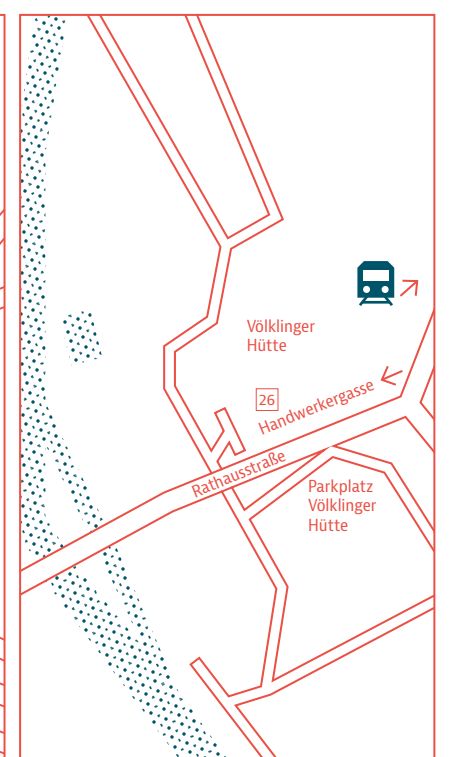 Völklinger
Hütte
26
Handwerkergasse
Rathausstraße
Parkplatz
Völklinger
Hütte